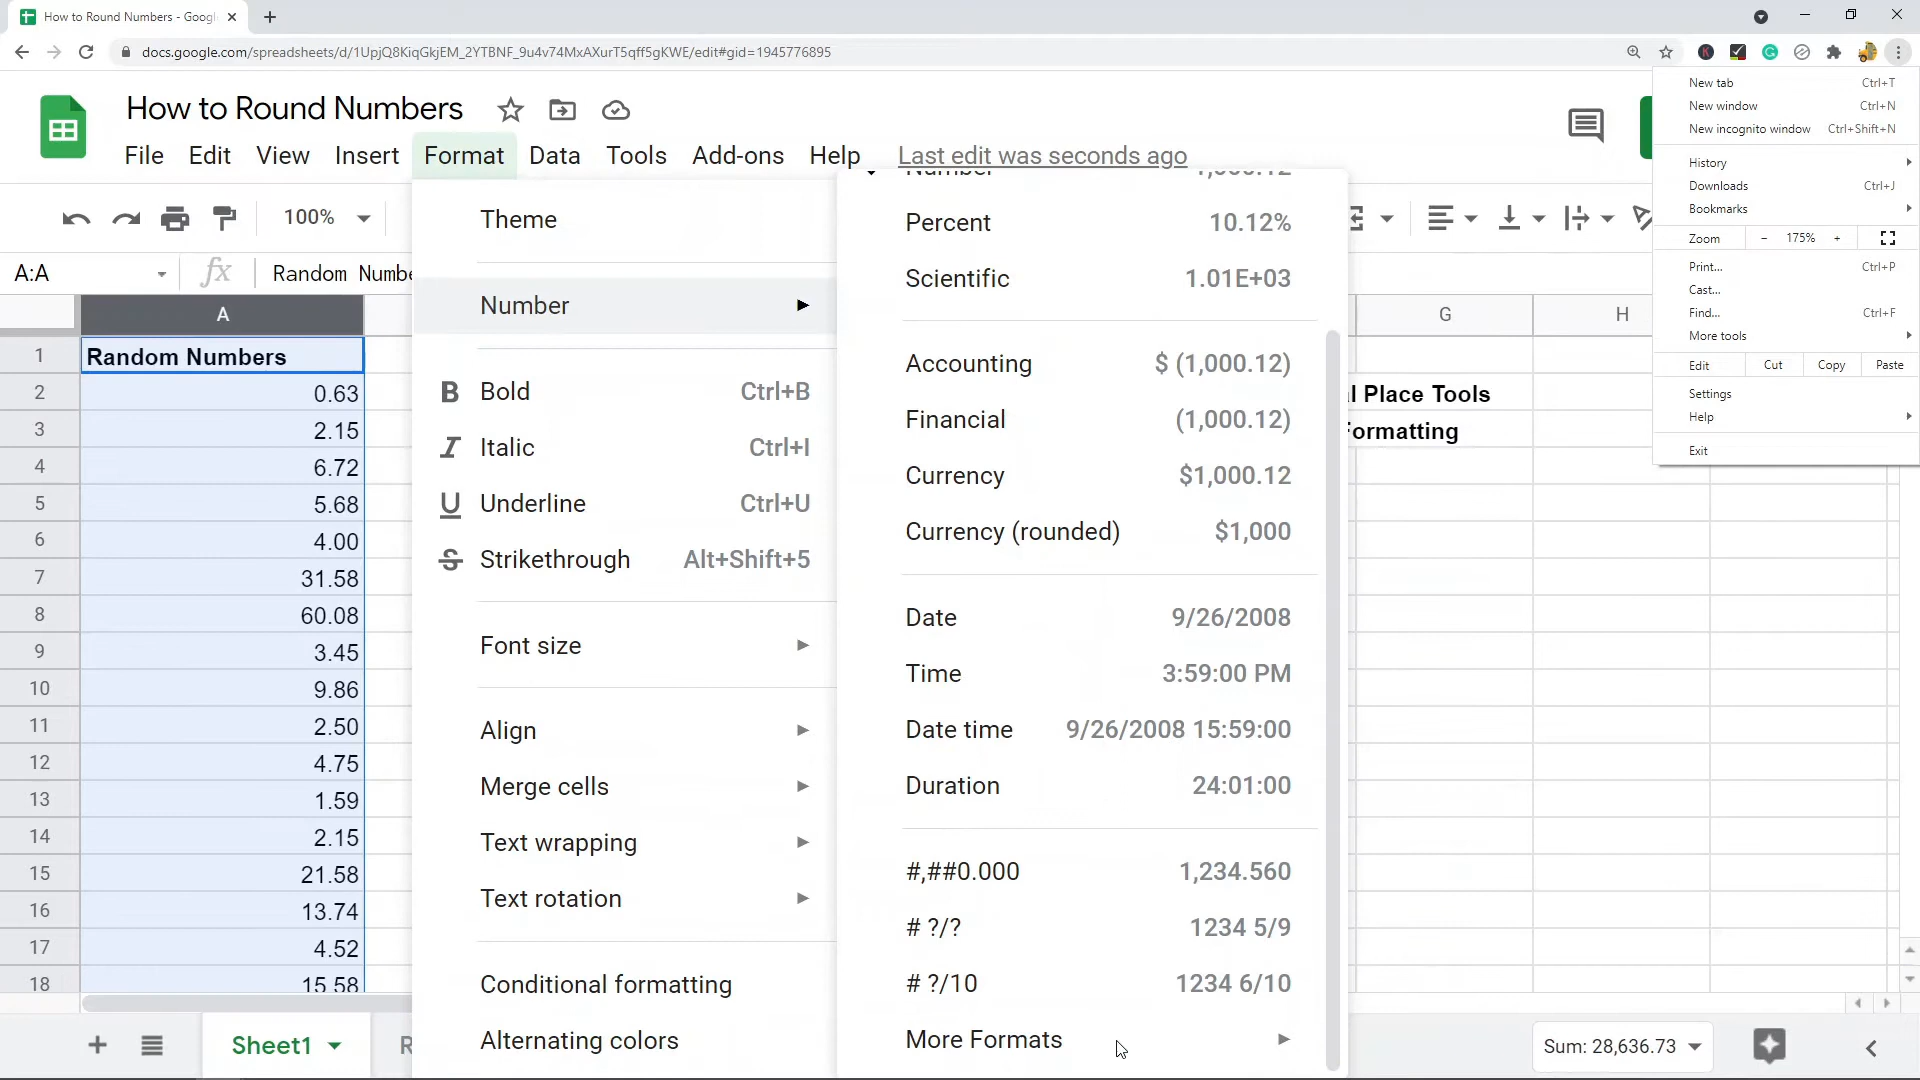 How to Round Numbers - Googl
docs.google.com/spreadsheets/d/1UpjQ8KiqGkjEM_2YTBNF_9u4v74MxAXurT5qff5gKWE/edit#gid=1945776895
How to Round Numbers
File Edit View Insert Format Data Tools Add-ons Help Last edit was seconds ago
100%
A:A fx Random Numbe
A G H
1 Random Numbers
2 0.63
3 2.15
4 6.72
5 5.68
6 4.00
7 31.58
8 60.08
9 3.45
10 9.86
11 2.50
12 4.75
13 1.59
14 2.15
15 21.58
16 13.74
17 4.52
18 15.58
Theme
Number
B Bold Ctrl+B
I Italic Ctrl+I
U Underline Ctrl+U
S Strikethrough Alt+Shift+5
Font size
Align
Merge cells
Text wrapping
Text rotation
Conditional formatting
Alternating colors
Number 1,000.12
Percent 10.12%
Scientific 1.01E+03
Accounting $ (1,000.12)
Financial (1,000.12)
Currency $1,000.12
Currency (rounded) $1,000
Date 9/26/2008
Time 3:59:00 PM
Date time 9/26/2008 15:59:00
Duration 24:01:00
#,##0.000 1,234.560
# ?/? 1234 5/9
# ?/10 1234 6/10
More Formats
l Place Tools
Formatting
New tab Ctrl+T
New window Ctrl+N
New incognito window Ctrl+Shift+N
History
Downloads Ctrl+J
Bookmarks
Zoom - 175% +
Print... Ctrl+P
Cast...
Find... Ctrl+F
More tools
Edit Cut Copy Paste
Settings
Help
Exit
Sheet1 R
Sum: 28,636.73